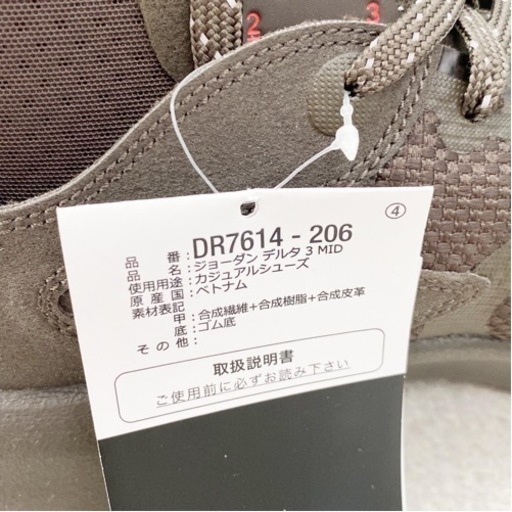 2 3
④
品番:DR7614 - 206
品名:ジョーダン デルタ 3 MID
使用用途:カジュアルシューズ
原産国:ベトナム
素材表記
甲:合成繊維+合成樹脂+合成皮革
底:ゴム底
その他:
取扱説明書
ご使用前に必ずお読み下さい